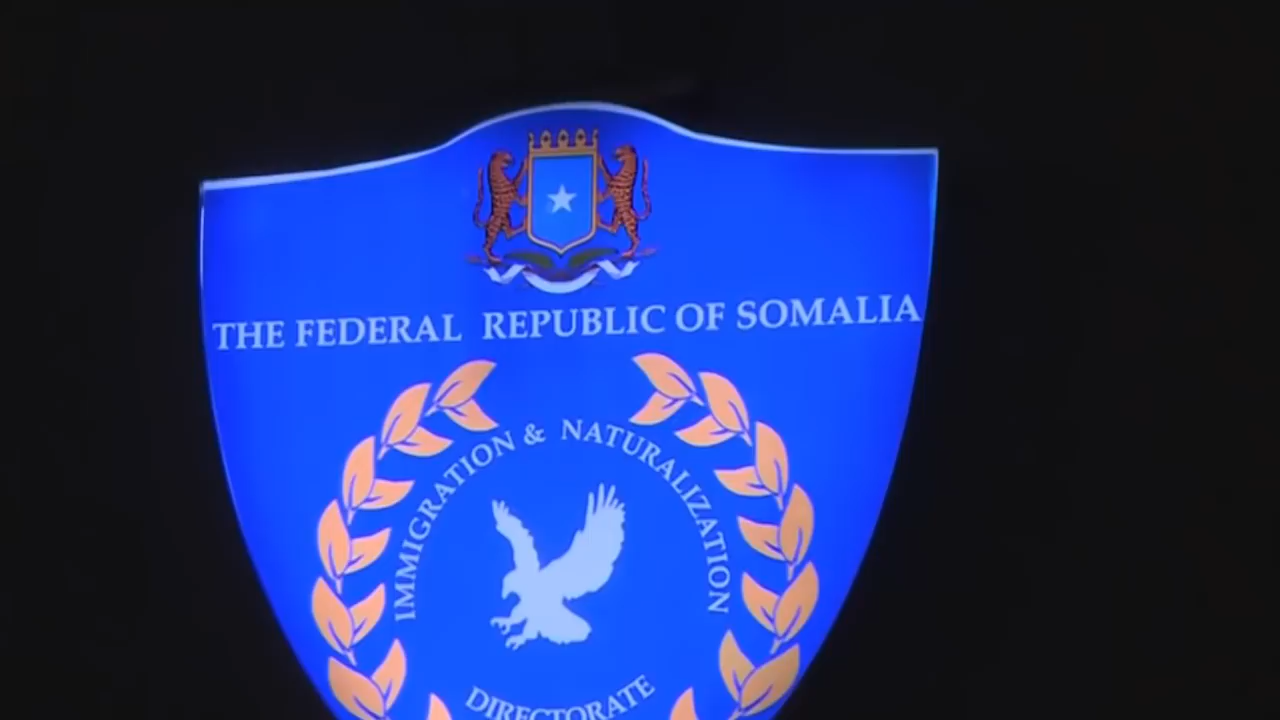 THE FEDERAL REPUBLIC OF SOMALIA
IMMIGRATION & NATURALIZATION
DIRECTORATE